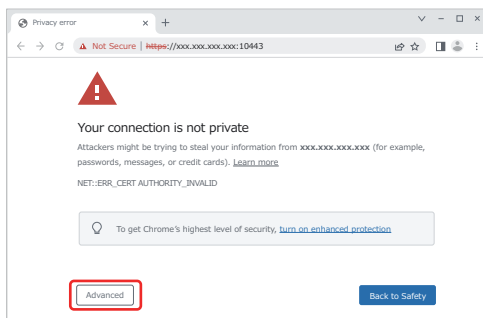 Privacy error
Not Secure | https://xxx.xxx.xxx.xxx:10443
Your connection is not private
Attackers might be trying to steal your information from xxx.xxx.xxx.xxx (for example,
passwords, messages, or credit cards). Learn more
NET::ERR_CERT AUTHORITY_INVALID
To get Chrome's highest level of security, turn on enhanced protection
Advanced
Back to Safety